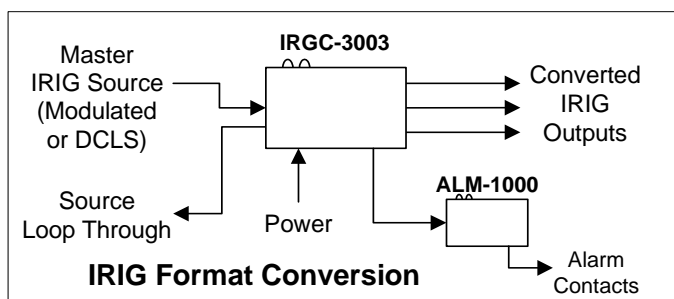 IRGC-3003
Master
IRIG Source
(Modulated
or DCLS)
Converted
IRIG
Outputs
Source
Loop Through
Power
ALM-1000
Alarm
Contacts
IRIG Format Conversion